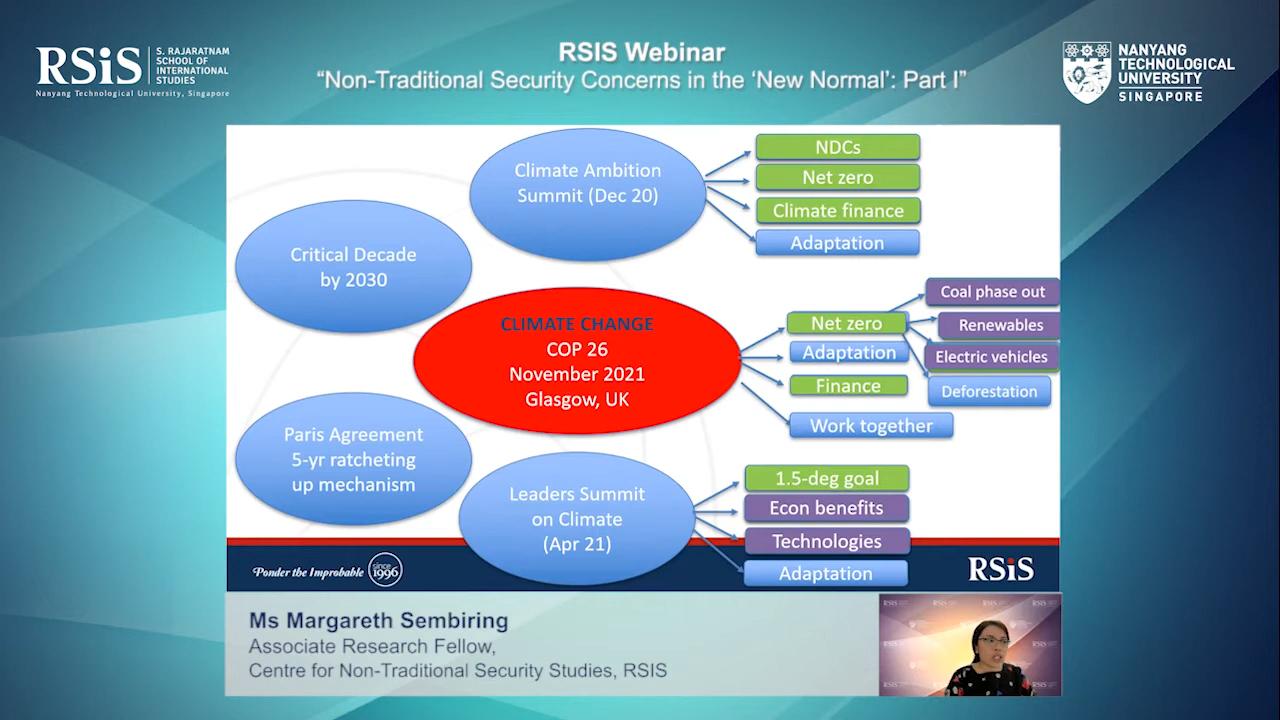 RSiS
S. RAJARATNAM
SCHOOL OF
INTERNATIONAL
STUDIES
Nanyang Technological University, Singapore
RSIS Webinar
“Non-Traditional Security Concerns in the ‘New Normal’: Part I”
NANYANG
TECHNOLOGICAL
UNIVERSITY
SINGAPORE
Climate Ambition
Summit (Dec 20)
NDCs
Net zero
Climate finance
Adaptation
Critical Decade
by 2030
CLIMATE CHANGE
COP 26
November 2021
Glasgow, UK
Net zero
Adaptation
Finance
Work together
Coal phase out
Renewables
Electric vehicles
Deforestation
Paris Agreement
5-yr ratcheting
up mechanism
Leaders Summit
on Climate
(Apr 21)
1.5-deg goal
Econ benefits
Technologies
Adaptation
Ponder the Improbable
since
1996
RSiS
Ms Margareth Sembiring
Associate Research Fellow,
Centre for Non-Traditional Security Studies, RSIS